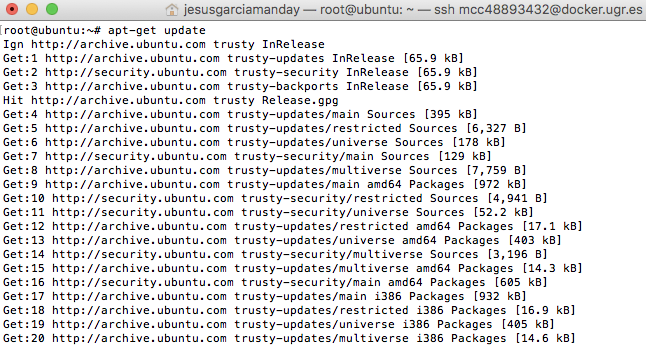 jesusgarciamanday — root@ubuntu: ~ — ssh mcc48893432@docker.ugr.es
[root@ubuntu:~# apt-get update
Ign http://archive.ubuntu.com trusty InRelease
Get:1 http://archive.ubuntu.com trusty-updates InRelease [65.9 kB]
Get:2 http://security.ubuntu.com trusty-security InRelease [65.9 kB]
Get:3 http://archive.ubuntu.com trusty-backports InRelease [65.9 kB]
Hit http://archive.ubuntu.com trusty Release.gpg
Get:4 http://archive.ubuntu.com trusty-updates/main Sources [395 kB]
Get:5 http://archive.ubuntu.com trusty-updates/restricted Sources [6,327 B]
Get:6 http://archive.ubuntu.com trusty-updates/universe Sources [178 kB]
Get:7 http://security.ubuntu.com trusty-security/main Sources [129 kB]
Get:8 http://archive.ubuntu.com trusty-updates/multiverse Sources [7,759 B]
Get:9 http://archive.ubuntu.com trusty-updates/main amd64 Packages [972 kB]
Get:10 http://security.ubuntu.com trusty-security/restricted Sources [4,941 B]
Get:11 http://security.ubuntu.com trusty-security/universe Sources [52.2 kB]
Get:12 http://archive.ubuntu.com trusty-updates/restricted amd64 Packages [17.1 kB]
Get:13 http://archive.ubuntu.com trusty-updates/universe amd64 Packages [403 kB]
Get:14 http://security.ubuntu.com trusty-security/multiverse Sources [3,196 B]
Get:15 http://archive.ubuntu.com trusty-updates/multiverse amd64 Packages [14.3 kB]
Get:16 http://security.ubuntu.com trusty-security/main amd64 Packages [605 kB]
Get:17 http://archive.ubuntu.com trusty-updates/main i386 Packages [932 kB]
Get:18 http://archive.ubuntu.com trusty-updates/restricted i386 Packages [16.9 kB]
Get:19 http://archive.ubuntu.com trusty-updates/universe i386 Packages [405 kB]
Get:20 http://archive.ubuntu.com trusty-updates/multiverse i386 Packages [14.6 kB]